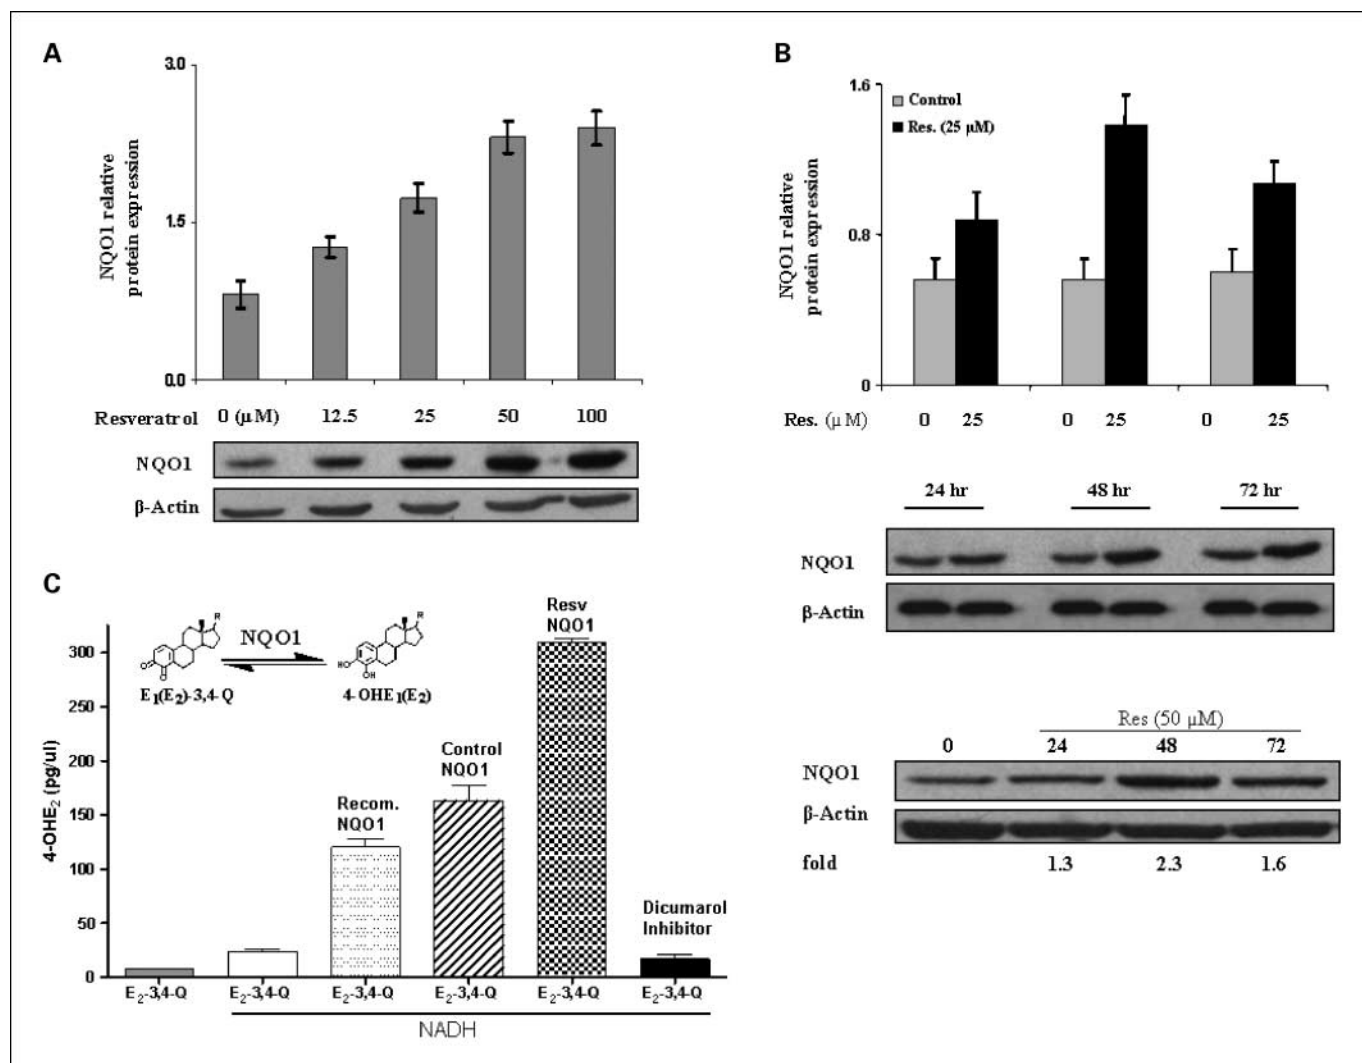 A
3.0
1.5
0.0
NQO1 relative
protein expression
Resveratrol 0 (μM) 12.5 25 50 100
NQO1
β-Actin
B
1.6
0.8
0
NQO1 relative
protein expression
Control
Res. (25 μM)
Res. (μM) 0 25 0 25 0 25
24 hr 48 hr 72 hr
NQO1
β-Actin
Res (50 μM)
0 24 48 72
NQO1
β-Actin
fold 1.3 2.3 1.6
C
300
250
200
150
100
50
0
4-OHE₂ (pg/ul)
R
O
O
NQO1
R
HO
OH
E₁(E₂)-3,4-Q
4-OHE₁(E₂)
Recom.
NQO1
Control
NQO1
Resv
NQO1
Dicumarol
Inhibitor
E₂-3,4-Q E₂-3,4-Q E₂-3,4-Q E₂-3,4-Q E₂-3,4-Q E₂-3,4-Q
NADH